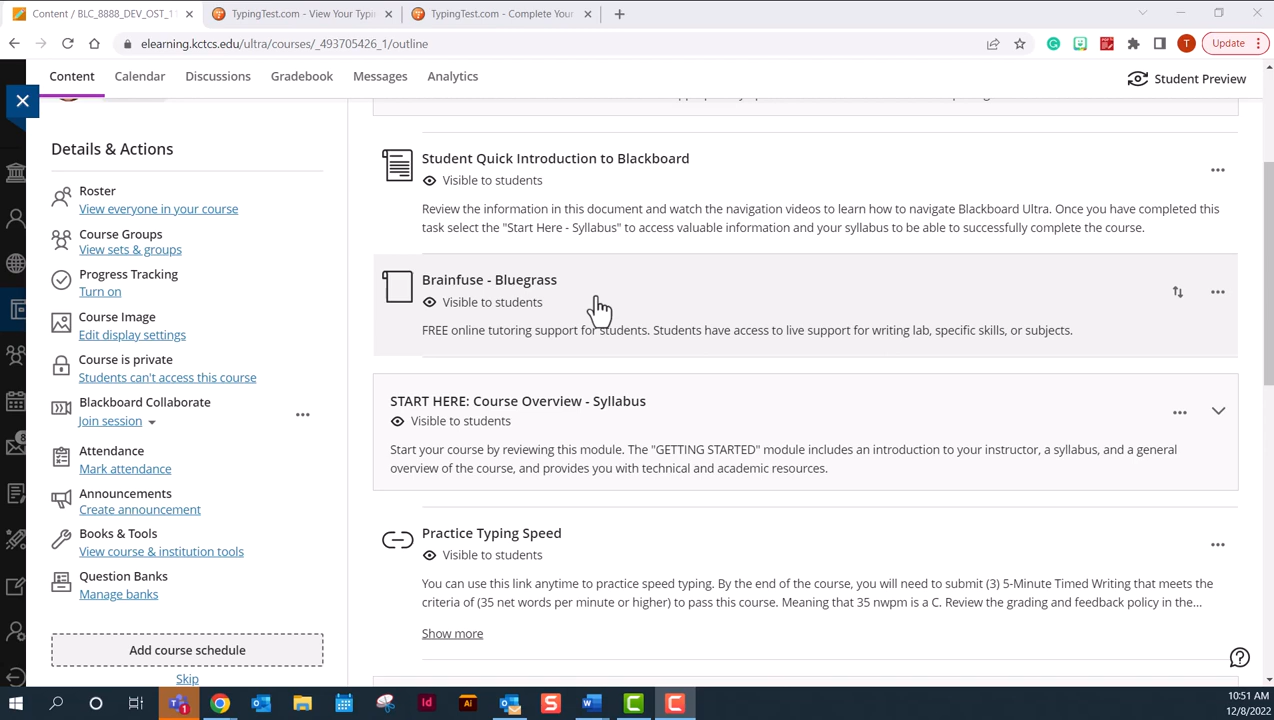 Content / BLC_8888_DEV_OST_11
TypingTest.com - View Your Typin
TypingTest.com - Complete Your
elearning.kctcs.edu/ultra/courses/_493705426_1/outline
T
Update
Content
Calendar
Discussions
Gradebook
Messages
Analytics
Student Preview
Details & Actions
Roster
View everyone in your course
Course Groups
View sets & groups
Progress Tracking
Turn on
Course Image
Edit display settings
Course is private
Students can't access this course
Blackboard Collaborate
Join session
Attendance
Mark attendance
Announcements
Create announcement
Books & Tools
View course & institution tools
Question Banks
Manage banks
Add course schedule
Skip
Student Quick Introduction to Blackboard
Visible to students
Review the information in this document and watch the navigation videos to learn how to navigate Blackboard Ultra. Once you have completed this
task select the "Start Here - Syllabus" to access valuable information and your syllabus to be able to successfully complete the course.
Brainfuse - Bluegrass
Visible to students
FREE online tutoring support for students. Students have access to live support for writing lab, specific skills, or subjects.
START HERE: Course Overview - Syllabus
Visible to students
Start your course by reviewing this module. The "GETTING STARTED" module includes an introduction to your instructor, a syllabus, and a general
overview of the course, and provides you with technical and academic resources.
Practice Typing Speed
Visible to students
You can use this link anytime to practice speed typing. By the end of the course, you will need to submit (3) 5-Minute Timed Writing that meets the
criteria of (35 net words per minute or higher) to pass this course. Meaning that 35 nwpm is a C. Review the grading and feedback policy in the...
Show more
8
1
Id
Ai
S
W
C
C
10:51 AM
12/8/2022